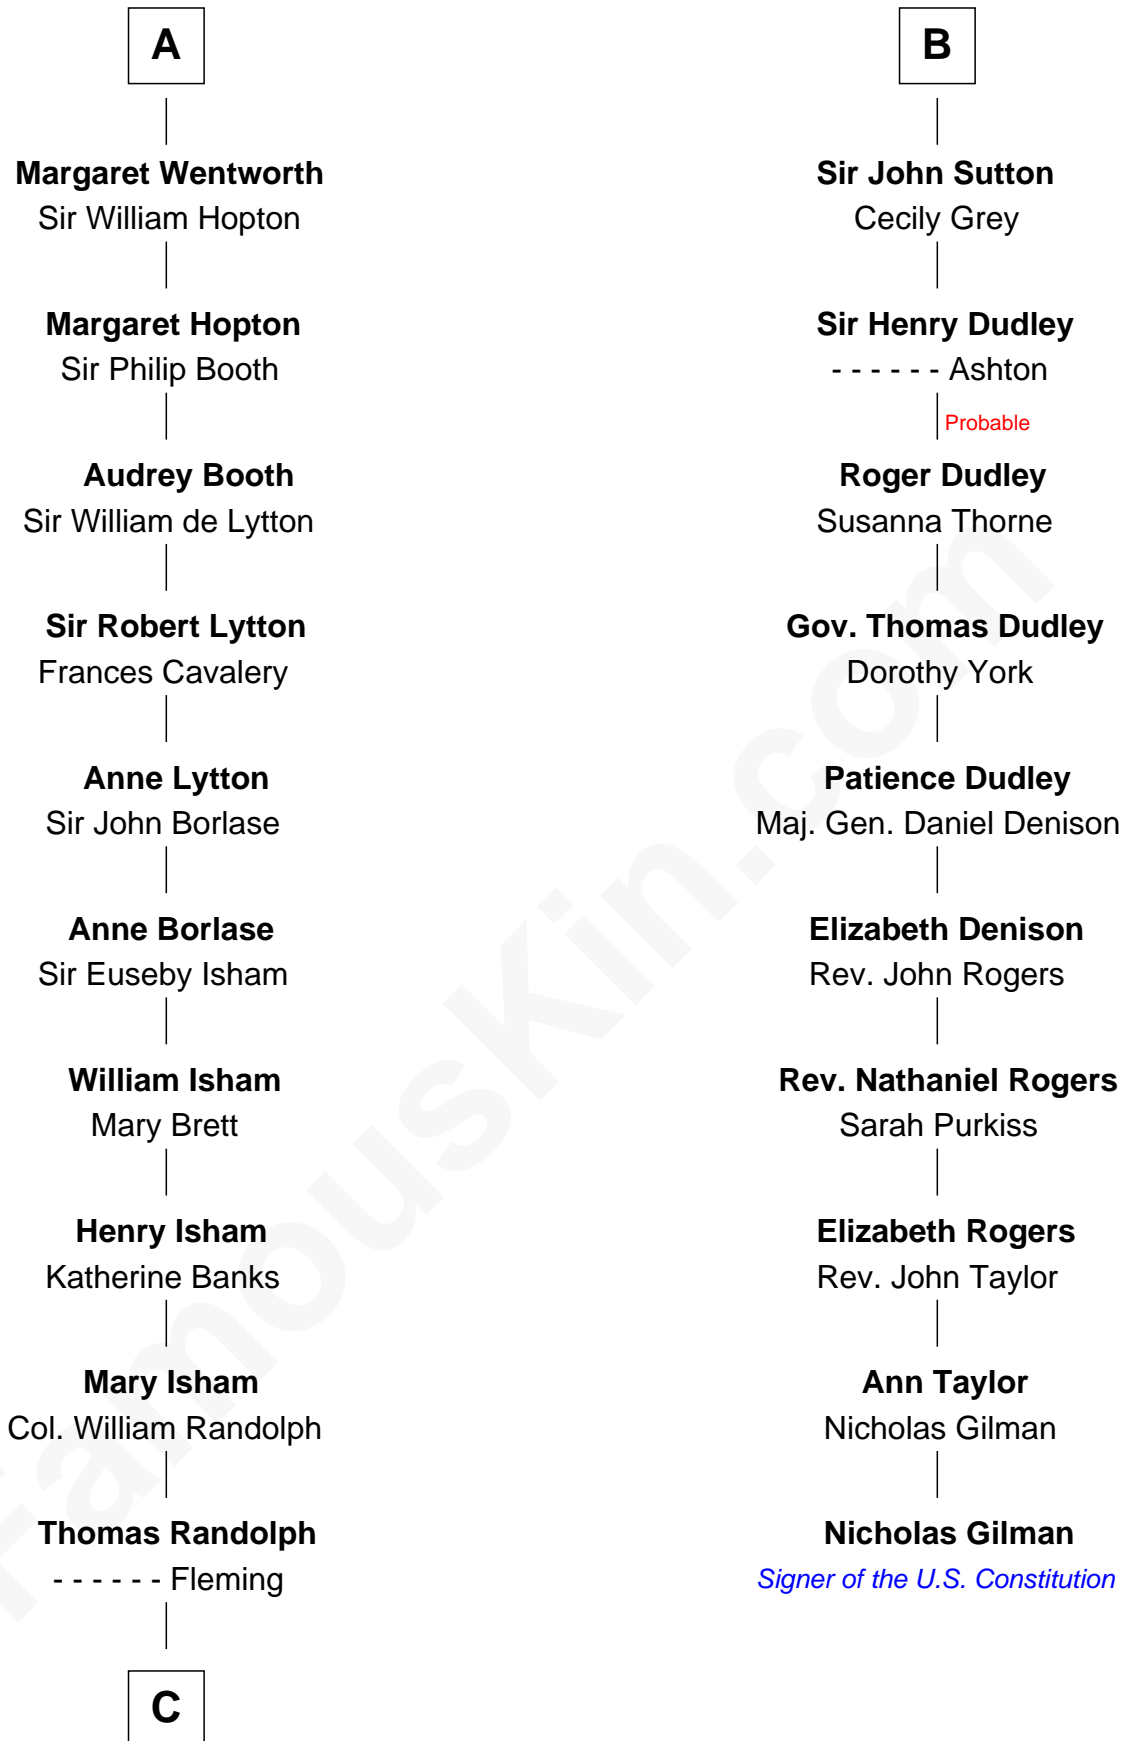 A
Margaret Wentworth
Sir William Hopton
Margaret Hopton
Sir Philip Booth
Audrey Booth
Sir William de Lytton
Sir Robert Lytton
Frances Cavalery
Anne Lytton
Sir John Borlase
Anne Borlase
Sir Euseby Isham
William Isham
Mary Brett
Henry Isham
Katherine Banks
Mary Isham
Col. William Randolph
Thomas Randolph
- - - - - - Fleming
C
B
Sir John Sutton
Cecily Grey
Sir Henry Dudley
- - - - - - Ashton
Probable
Roger Dudley
Susanna Thorne
Gov. Thomas Dudley
Dorothy York
Patience Dudley
Maj. Gen. Daniel Denison
Elizabeth Denison
Rev. John Rogers
Rev. Nathaniel Rogers
Sarah Purkiss
Elizabeth Rogers
Rev. John Taylor
Ann Taylor
Nicholas Gilman
Nicholas Gilman
Signer of the U.S. Constitution
FamousKin.com